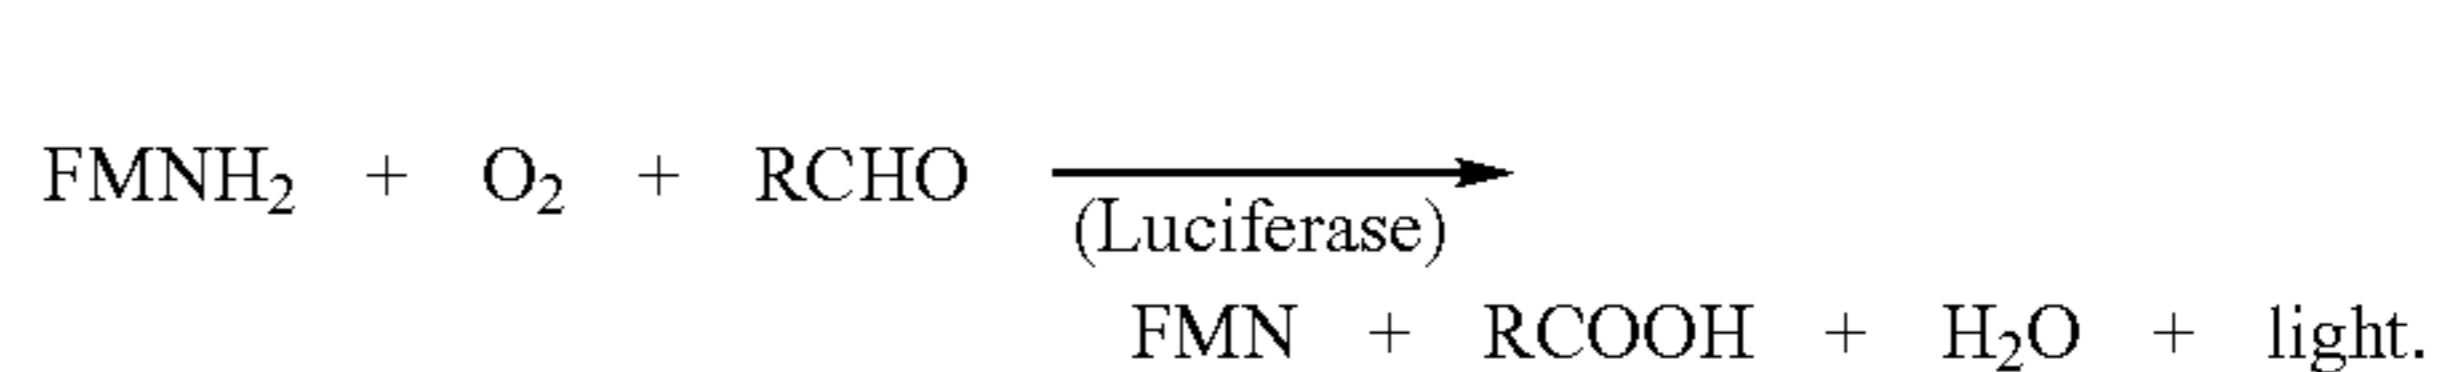 FMNH₂ + O₂ + RCHO
(Luciferase)
FMN + RCOOH + H₂O + light.